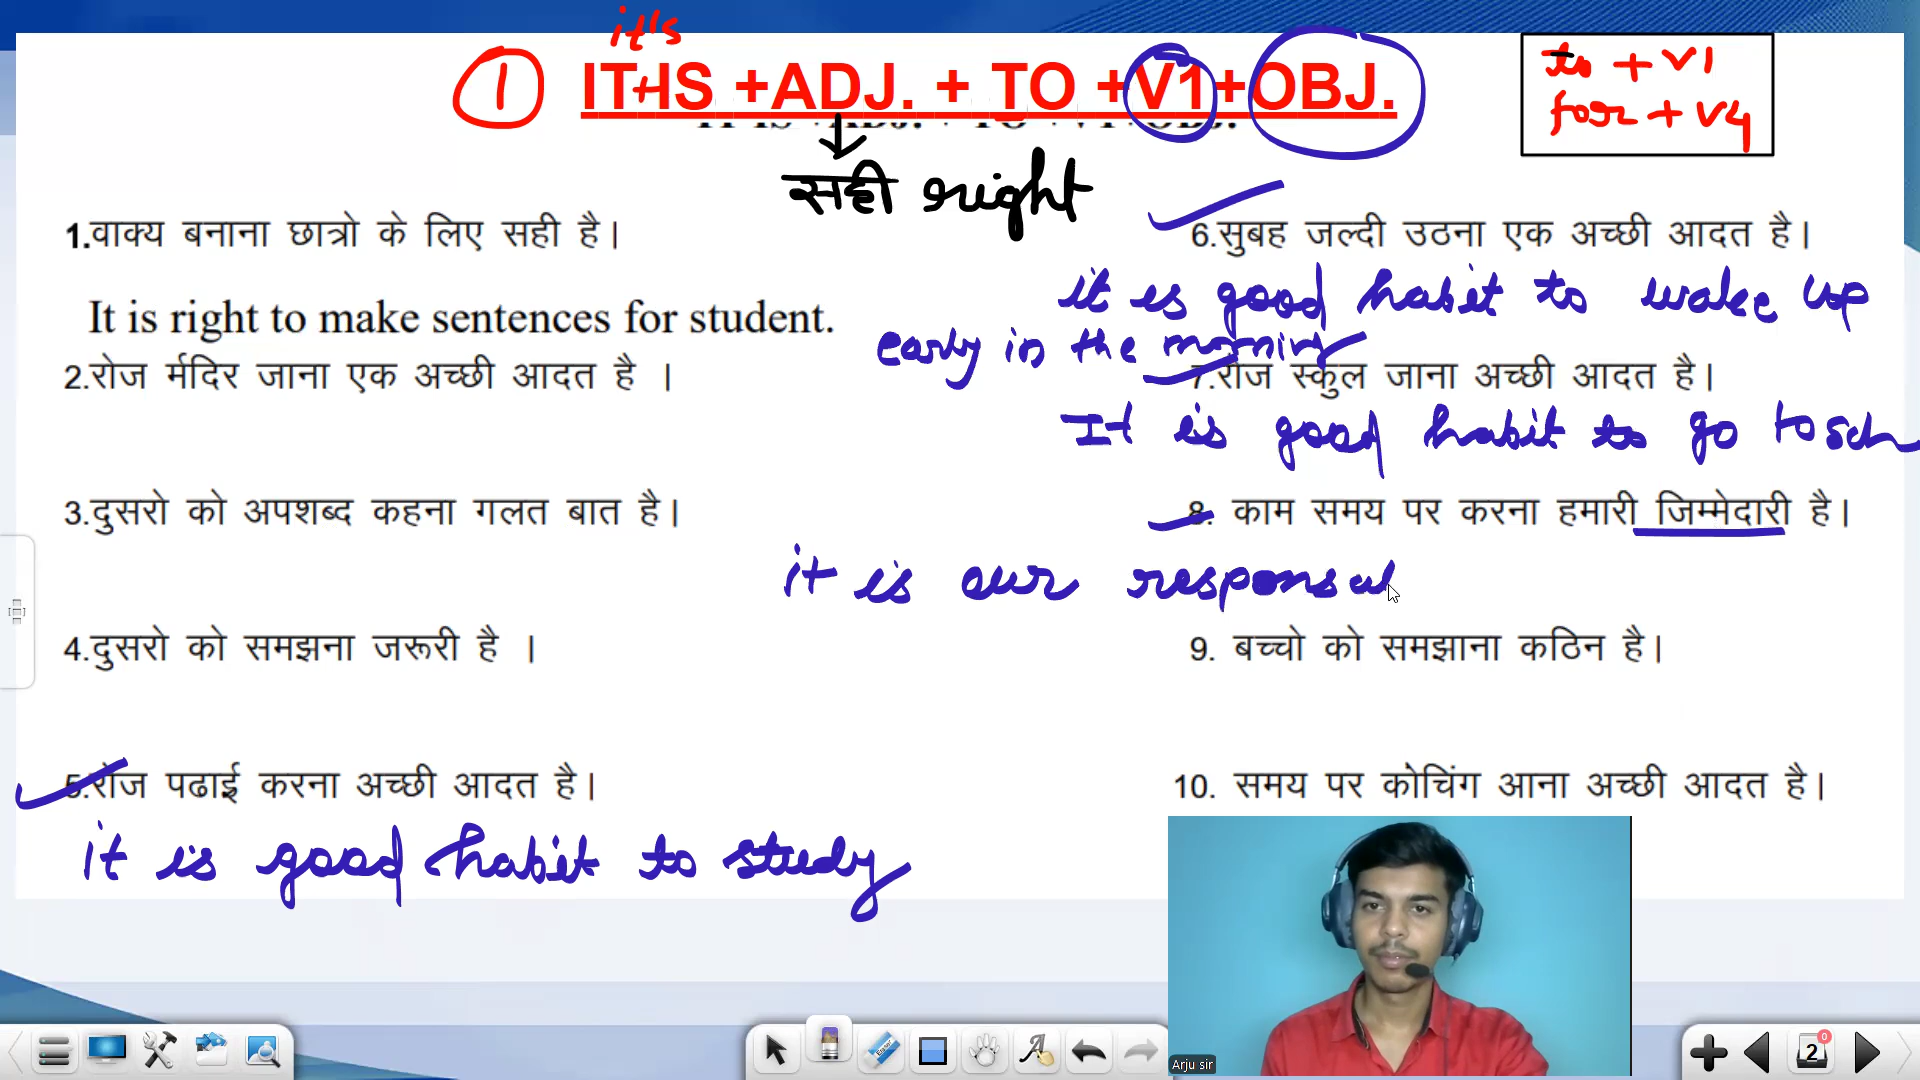 it's
1 IT IS +ADJ. + TO +V1+OBJ.
to + V1
for + V4
सही right
1.वाक्य बनाना छात्रो के लिए सही है।
It is right to make sentences for student.
2.रोज र्मदिर जाना एक अच्छी आदत है ।
3.दुसरो को अपशब्द कहना गलत बात है।
4.दुसरो को समझना जरूरी है ।
5.रोज पढाई करना अच्छी आदत है।
it is good habit to study
6.सुबह जल्दी उठना एक अच्छी आदत है।
it is good habit to wake up
early in the morning
7.रोज स्कुल जाना अच्छी आदत है।
It is good habit to go to sch
8. काम समय पर करना हमारी जिम्मेदारी है।
it is our
9. बच्चो को समझाना कठिन है।
10. समय पर कोचिंग आना अच्छी आदत है।
Arju sir
Eraser
2
0